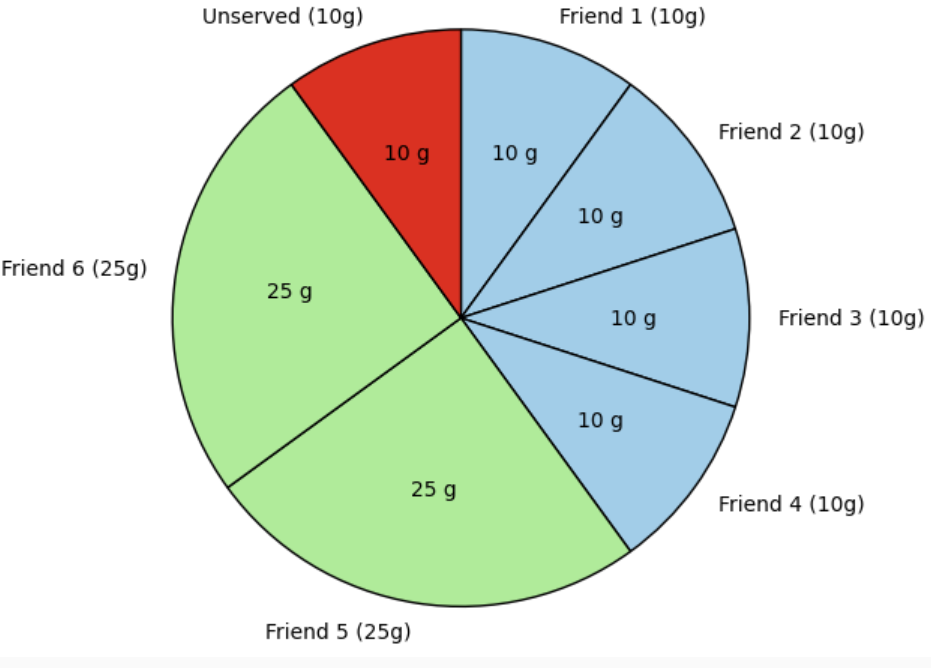 Unserved (10g)
Friend 1 (10g)
Friend 2 (10g)
10 g
10 g
10 g
Friend 6 (25g)
25 g
10 g
Friend 3 (10g)
10 g
25 g
Friend 4 (10g)
Friend 5 (25g)